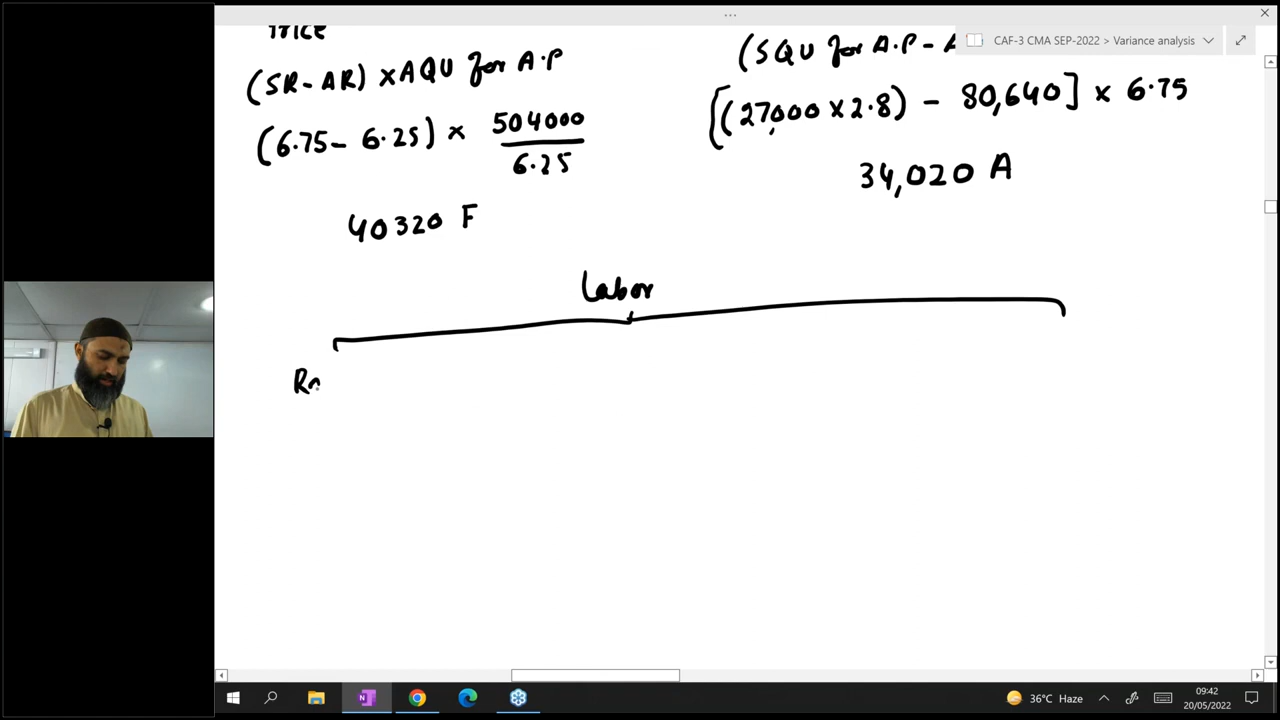 CAF-3 CMA SEP-2022 > Variance analysis
Price
(SR-AR) x AQU for A.P
(6.75 - 6.25) x 504000
6.25
40320 F
(SQU for A.P -
[(27,000 x 2.8) - 80,640] x 6.75
34,020 A
Labor
36°C Haze
09:42
20/05/2022